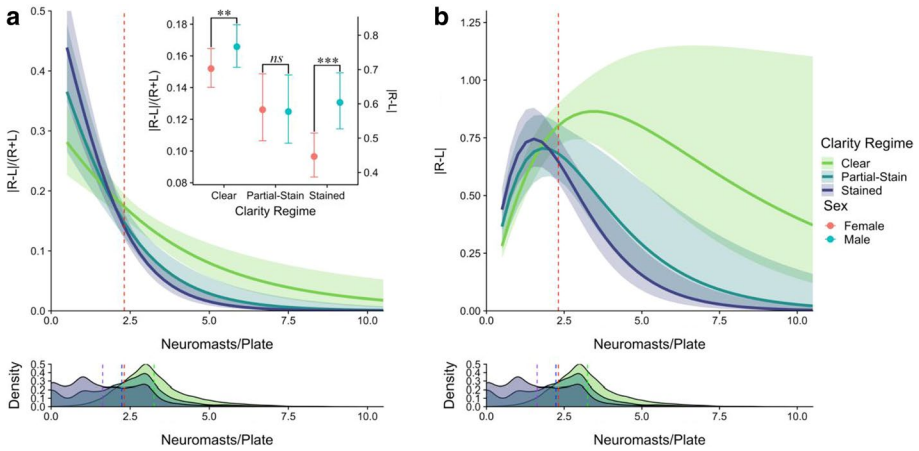 a
b
|R-L|/(R+L)
0.5
0.4
0.3
0.2
0.1
0.0
0.0 2.5 5.0 7.5 10.0
Neuromasts/Plate
|R-L|/(R+L)
0.18
0.16
0.14
0.12
0.10
0.08
** ns ***
0.8
0.7
0.6
0.5
0.4
|R-L|
Clear Partial-Stain Stained
Clarity Regime
Density
0.5
0.4
0.3
0.2
0.1
0.0
0.0 2.5 5.0 7.5 10.0
Neuromasts/Plate
|R-L|
1.25
1.00
0.75
0.50
0.25
0.00
0.0 2.5 5.0 7.5 10.0
Neuromasts/Plate
Clarity Regime
Clear
Partial-Stain
Stained
Sex
Female
Male
Density
0.5
0.4
0.3
0.2
0.1
0.0
0.0 2.5 5.0 7.5 10.0
Neuromasts/Plate